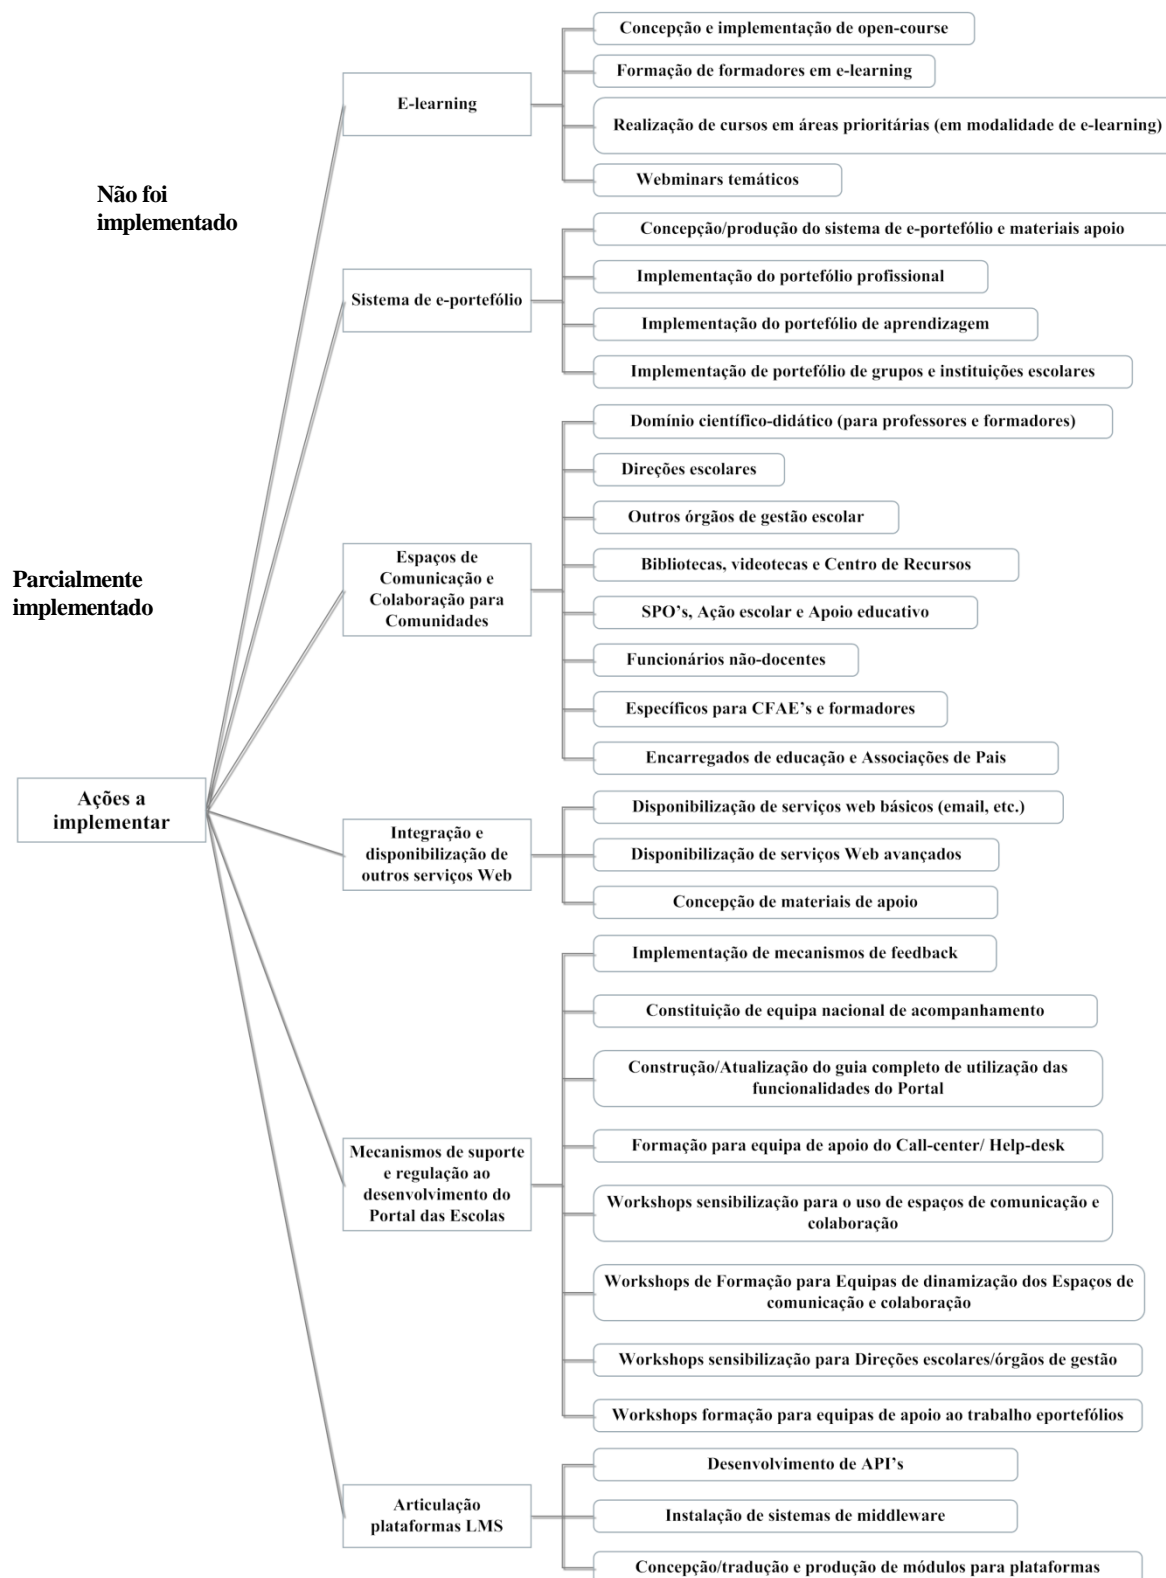 Concepção e implementação de open-course
Formação de formadores em e-learning
E-learning
Realização de cursos em áreas prioritárias (em modalidade de e-learning)
Webminars temáticos
Não foi
implementado
Concepção/produção do sistema de e-portefólio e materiais apoio
Implementação do portefólio profissional
Sistema de e-portefólio
Implementação do portefólio de aprendizagem
Implementação de portefólio de grupos e instituições escolares
Domínio científico-didático (para professores e formadores)
Direções escolares
Outros órgãos de gestão escolar
Parcialmente
implementado
Espaços de
Comunicação e
Colaboração para
Comunidades
Bibliotecas, videotecas e Centro de Recursos
SPO's, Ação escolar e Apoio educativo
Funcionários não-docentes
Específicos para CFAE's e formadores
Encarregados de educação e Associações de Pais
Ações a
implementar
Disponibilização de serviços web básicos (email, etc.)
Integração e
disponibilização de
outros serviços Web
Disponibilização de serviços Web avançados
Concepção de materiais de apoio
Implementação de mecanismos de feedback
Constituição de equipa nacional de acompanhamento
Construção/Atualização do guia completo de utilização das
funcionalidades do Portal
Mecanismos de suporte
e regulação ao
desenvolvimento do
Portal das Escolas
Formação para equipa de apoio do Call-center/ Help-desk
Workshops sensibilização para o uso de espaços de comunicação e
colaboração
Workshops de Formação para Equipas de dinamização dos Espaços de
comunicação e colaboração
Workshops sensibilização para Direções escolares/órgãos de gestão
Workshops formação para equipas de apoio ao trabalho eportefólios
Desenvolvimento de API's
Articulação
plataformas LMS
Instalação de sistemas de middleware
Concepção/tradução e produção de módulos para plataformas